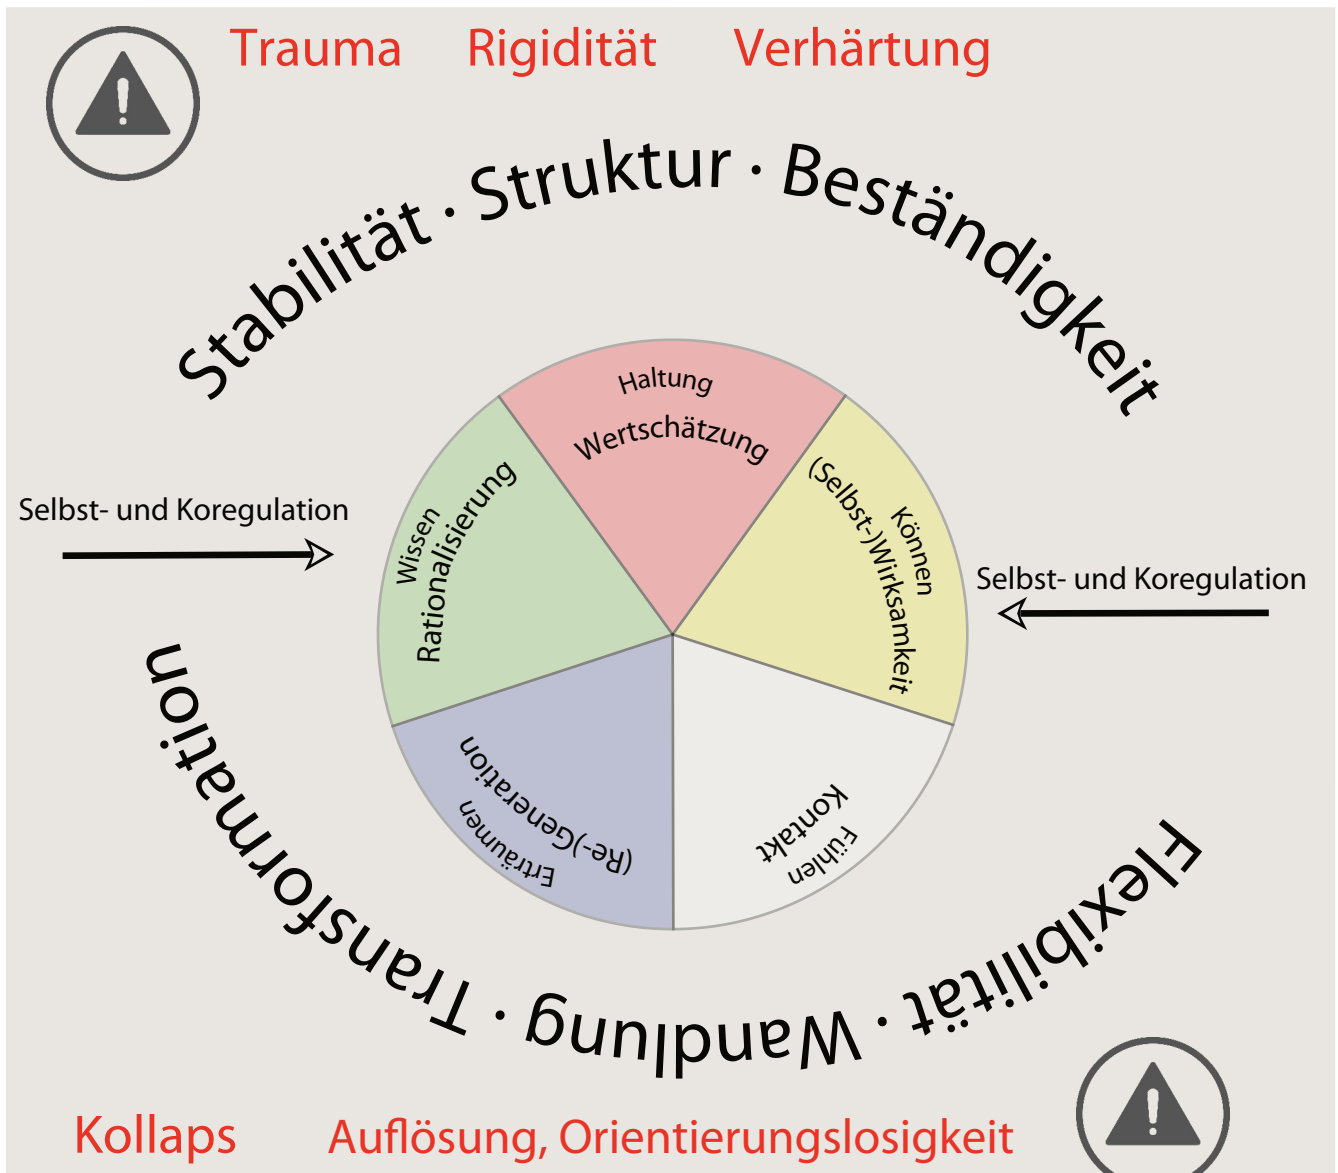 Trauma Rigidität Verhärtung
Stabilität · Struktur · Beständigkeit
Haltung
Wertschätzung
Wissen
Rationalisierung
Können
(Selbst-)Wirksamkeit
Selbst- und Koregulation
Selbst- und Koregulation
Erträumen
(Re-)Generation
Fühlen
Kontakt
Flexibilität · Wandlung · Transformation
Kollaps Auflösung, Orientierungslosigkeit